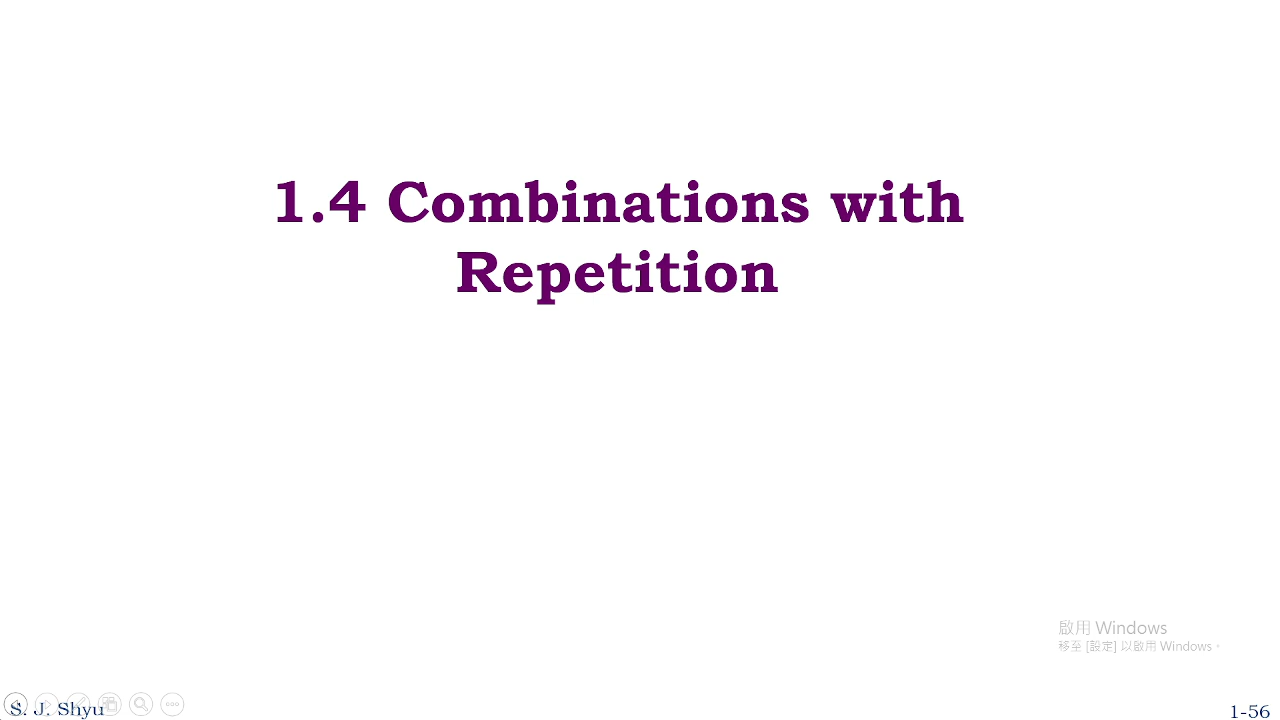 1.4 Combinations with
Repetition
啟用 Windows
移至 [設定] 以啟用 Windows。
S. J. Shyu
1-56